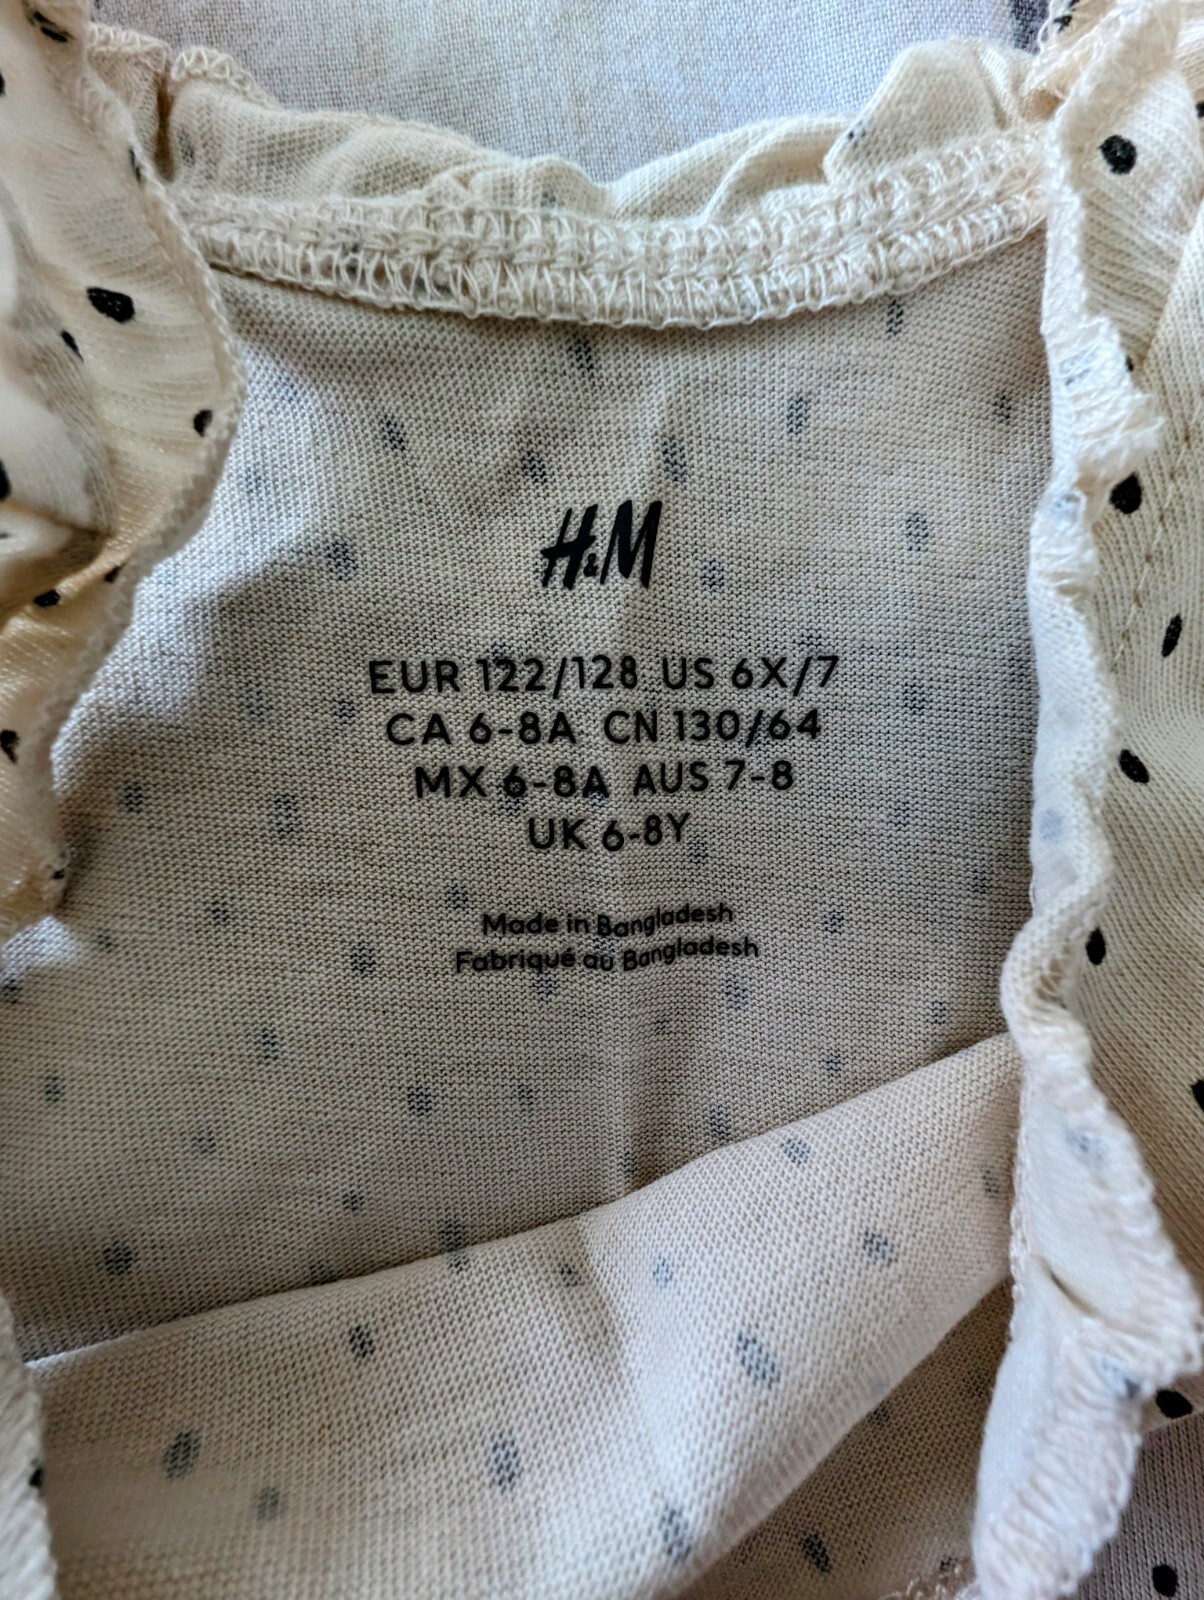 H&M
EUR 122/128 US 6X/7
CA 6-8A CN 130/64
MX 6-8A AUS 7-8
UK 6-8Y
Made in Bangladesh
Fabriqué au Bangladesh